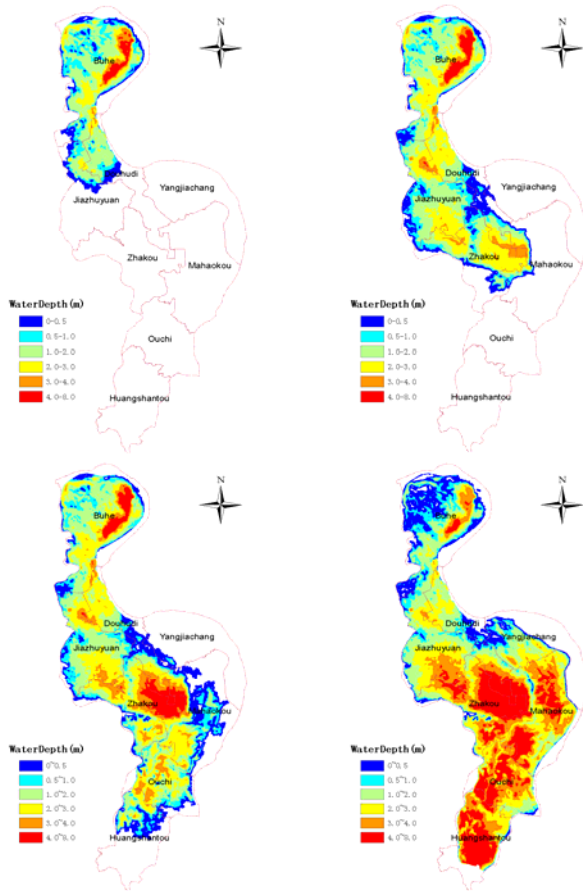 N
Buhe
Douhudi
Yangjiachang
Jiazhuyuan
Zhakou
Mahaokou
WaterDepth(m)
0-0.5
0.5-1.0
1.0-2.0
2.0-3.0
3.0-4.0
4.0-8.0
Ouchi
Huangshantou
N
Buhe
Douhudi
Yangjiachang
Jiazhuyuan
Zhakou
Mahaokou
WaterDepth(m)
0-0.5
0.5-1.0
1.0-2.0
2.0-3.0
3.0-4.0
4.0-8.0
Ouchi
Huangshantou
N
Buhe
Douhudi
Yangjiachang
Jiazhuyuan
Zhakou
Mahaokou
WaterDepth(m)
0~0.5
0.5~1.0
1.0~2.0
2.0~3.0
3.0~4.0
4.0~8.0
Ouchi
Huangshantou
N
Buhe
Douhudi
Yangjiachang
Jiazhuyuan
Zhakou
Mahaokou
WaterDepth(m)
0~0.5
0.5~1.0
1.0~2.0
2.0~3.0
3.0~4.0
4.0~8.0
Ouchi
Huangshantou